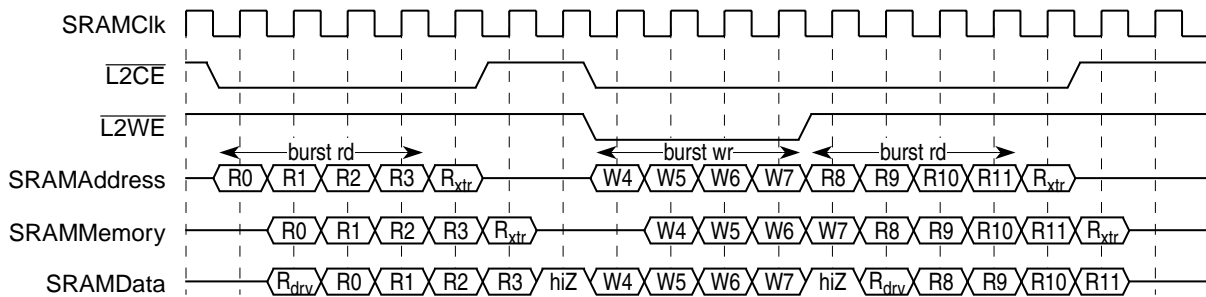 SRAMClk
L2CE
L2WE
burst rd burst wr burst rd
SRAMAddress R0 R1 R2 R3 Rxtr W4 W5 W6 W7 R8 R9 R10 R11 Rxtr
SRAMMemory R0 R1 R2 R3 Rxtr W4 W5 W6 W7 R8 R9 R10 R11 Rxtr
SRAMData Rdrv R0 R1 R2 R3 hiZ W4 W5 W6 W7 hiZ Rdrv R8 R9 R10 R11